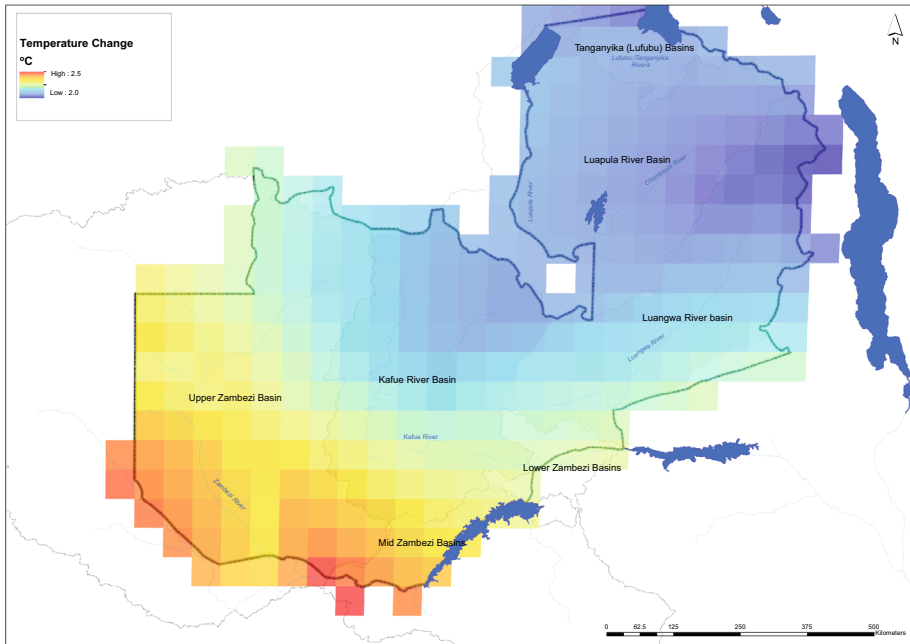 Temperature Change
ºC
High : 2.5
Low : 2.0
N
Tanganyika (Lufubu) Basins
Lufubu /Tanganyika
Rivers
Luapula River Basin
Chambeshi River
Luapula River
Luangwa River basin
Luangwa River
Kafue River Basin
Upper Zambezi Basin
Kafue River
Lower Zambezi Basins
Zambezi River
Mid Zambezi Basins
0 62.5 125 250 375 500
Kilometers